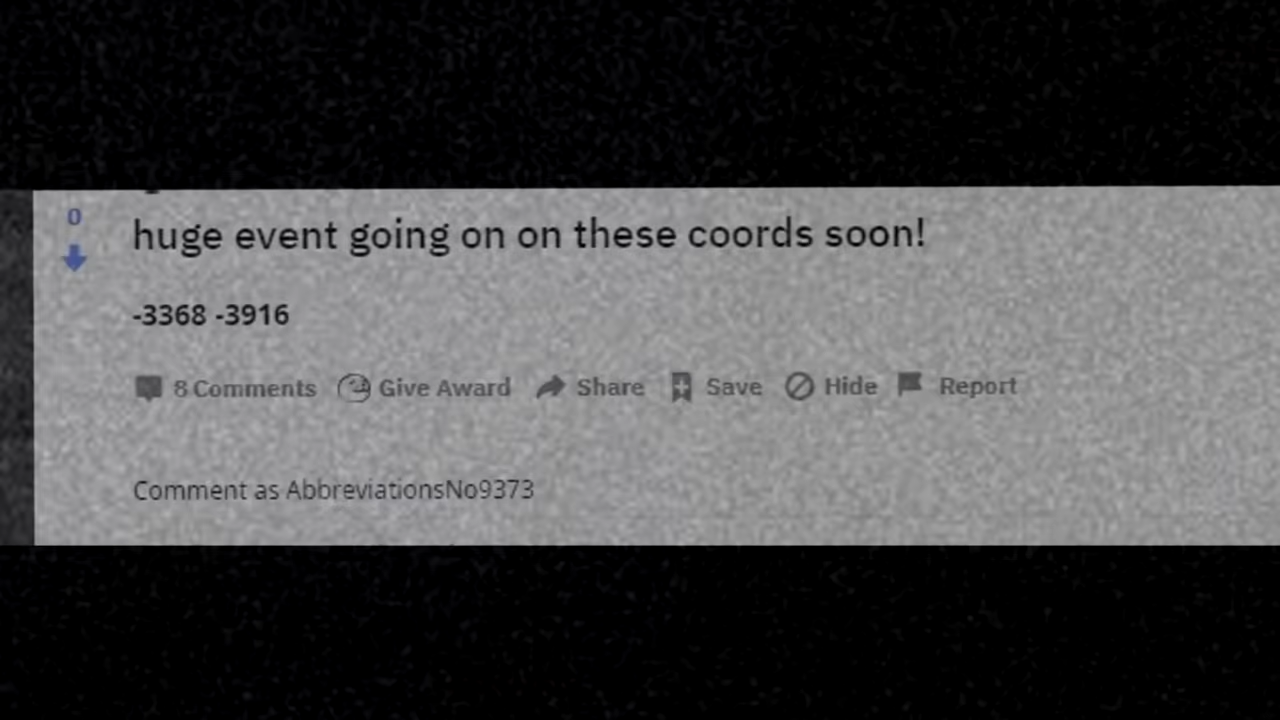 0
huge event going on on these coords soon!
-3368 -3916
8 Comments Give Award Share Save Hide Report
Comment as AbbreviationsNo9373